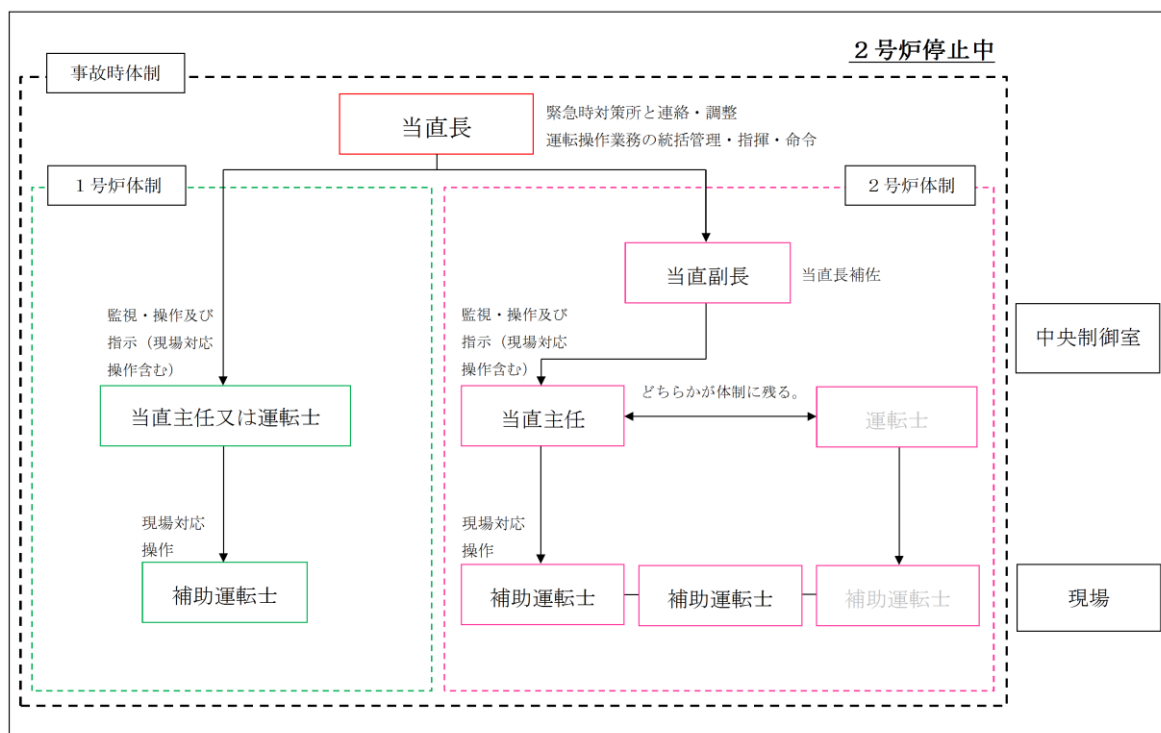 ２号炉停止中
事故時体制
当直長
緊急時対策所と連絡・調整
運転操作業務の統括管理・指揮・命令
１号炉体制
２号炉体制
当直副長
当直長補佐
監視・操作及び
指示（現場対応
操作含む）
監視・操作及び
指示（現場対応
操作含む）
中央制御室
当直主任又は運転士
当直主任
どちらかが体制に残る。
運転士
現場対応
操作
現場対応
操作
補助運転士
補助運転士
補助運転士
補助運転士
現場